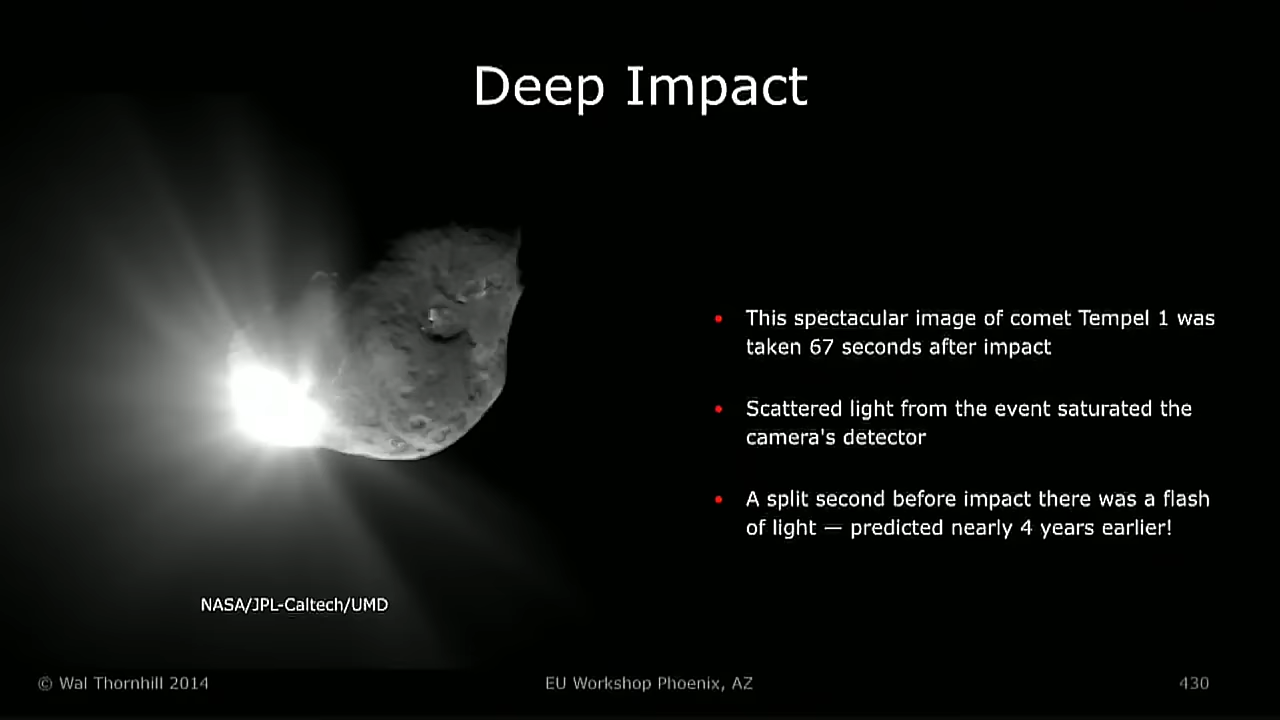 Deep Impact
• This spectacular image of comet Tempel 1 was
taken 67 seconds after impact
• Scattered light from the event saturated the
camera's detector
• A split second before impact there was a flash
of light — predicted nearly 4 years earlier!
NASA/JPL-Caltech/UMD
© Wal Thornhill 2014
EU Workshop Phoenix, AZ
430